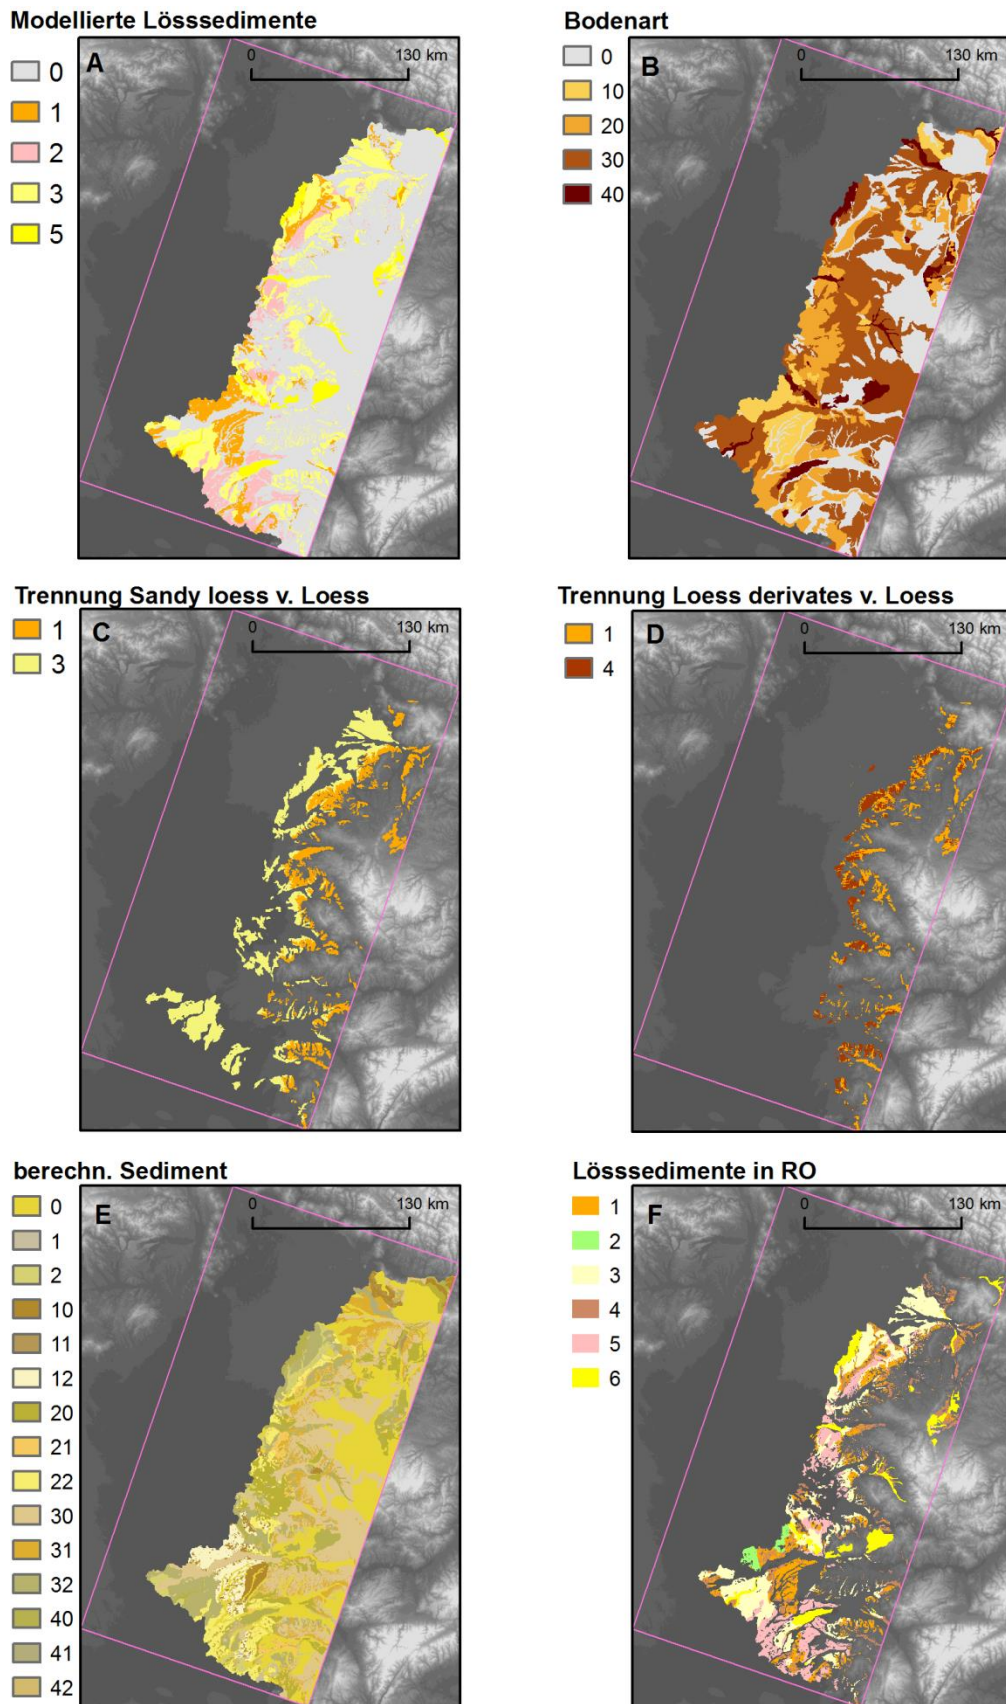 Modellierte Lösssedimente
A
0 130 km
0
1
2
3
5
Bodenart
B
0 130 km
0
10
20
30
40
Trennung Sandy loess v. Loess
C
0 130 km
1
3
Trennung Loess derivates v. Loess
D
0 130 km
1
4
berechn. Sediment
E
0 130 km
0
1
2
10
11
12
20
21
22
30
31
32
40
41
42
Lösssedimente in RO
F
0 130 km
1
2
3
4
5
6